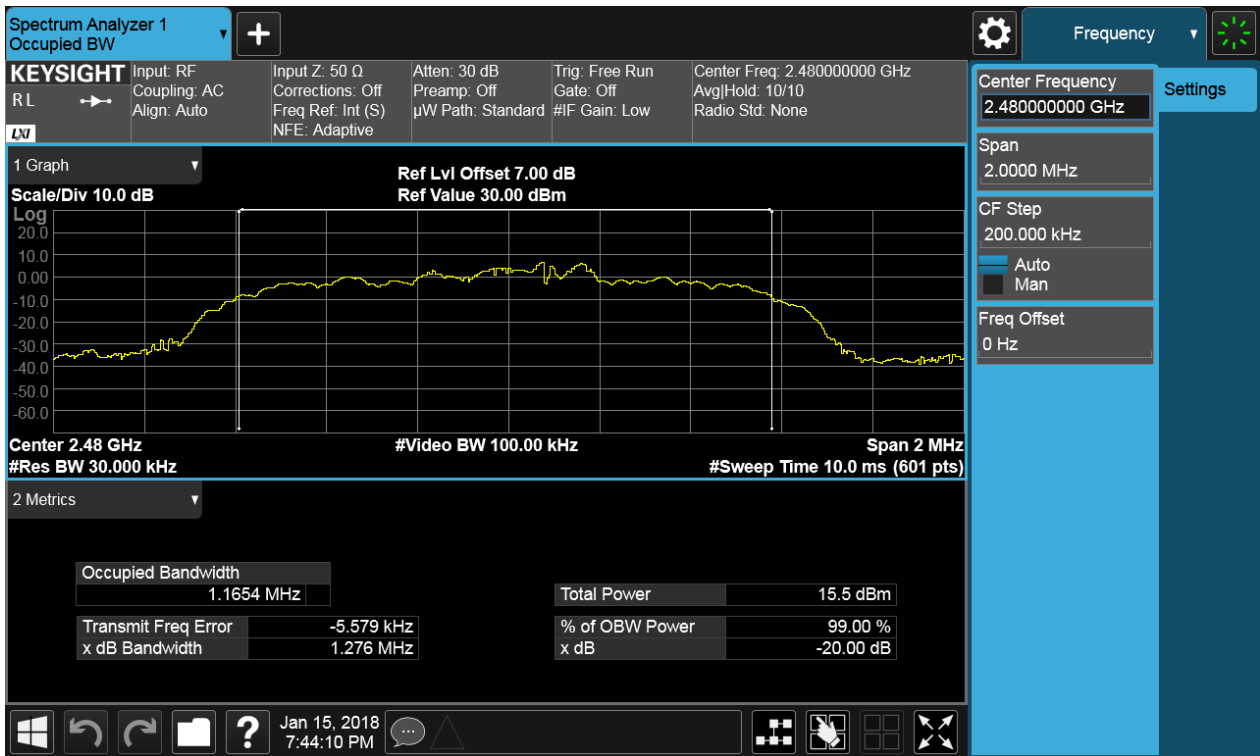 Spectrum Analyzer 1
Occupied BW
+
Frequency
KEYSIGHT
RL
LXI
Input: RF
Coupling: AC
Align: Auto
Input Z: 50 Ω
Corrections: Off
Freq Ref: Int (S)
NFE: Adaptive
Atten: 30 dB
Preamp: Off
µW Path: Standard
Trig: Free Run
Gate: Off
#IF Gain: Low
Center Freq: 2.480000000 GHz
Avg|Hold: 10/10
Radio Std: None
Center Frequency
2.480000000 GHz
Settings
Span
2.0000 MHz
CF Step
200.000 kHz
Auto
Man
Freq Offset
0 Hz
1 Graph
Scale/Div 10.0 dB
Ref Lvl Offset 7.00 dB
Ref Value 30.00 dBm
Log
20.0
10.0
0.00
-10.0
-20.0
-30.0
-40.0
-50.0
-60.0
Center 2.48 GHz
#Video BW 100.00 kHz
Span 2 MHz
#Res BW 30.000 kHz
#Sweep Time 10.0 ms (601 pts)
2 Metrics
Occupied Bandwidth
1.1654 MHz
Total Power 15.5 dBm
Transmit Freq Error -5.579 kHz
% of OBW Power 99.00 %
x dB Bandwidth 1.276 MHz
x dB -20.00 dB
?
Jan 15, 2018
7:44:10 PM